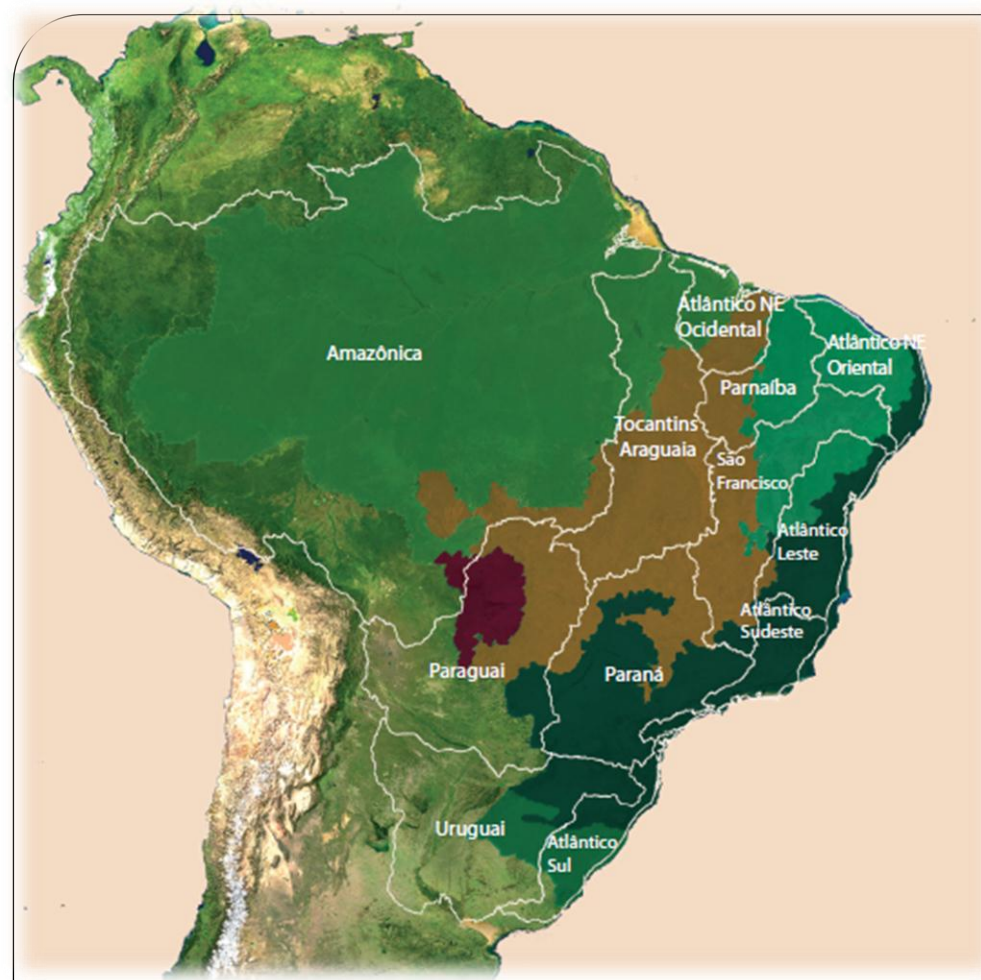 Atlântico NE
Ocidental
Atlântico NE
Oriental
Amazônica
Parnaíba
Tocantins
Araguaia
São
Francisco
Atlântico
Leste
Atlântico
Sudeste
Paraguai
Paraná
Uruguai
Atlântico
Sul